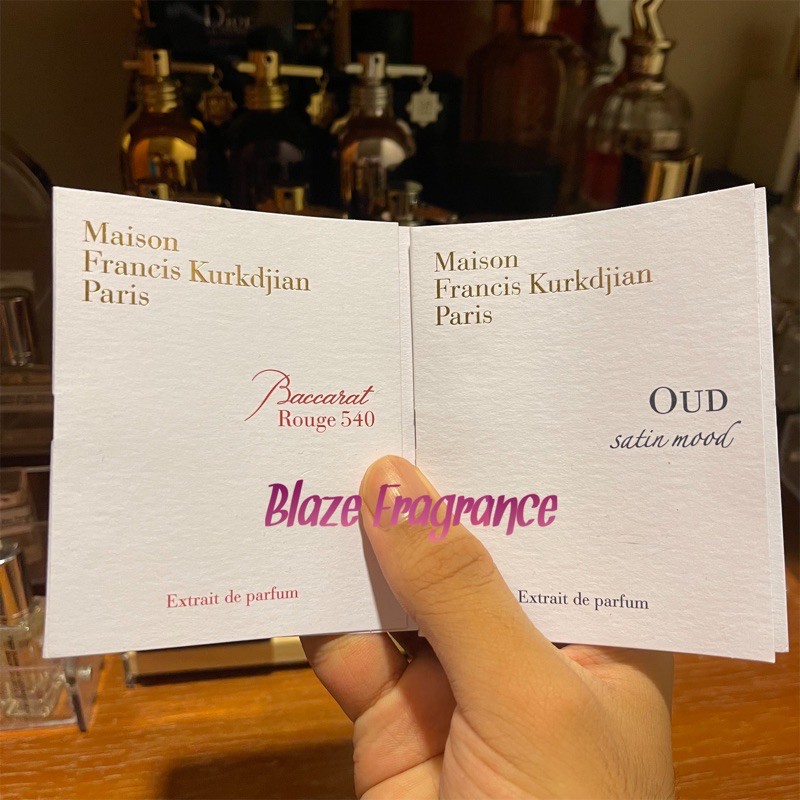 Dior
Maison
Francis Kurkdjian
Paris
Baccarat
Rouge 540
Extrait de parfum
Maison
Francis Kurkdjian
Paris
OUD
satin mood
Extrait de parfum
Blaze Fragrance